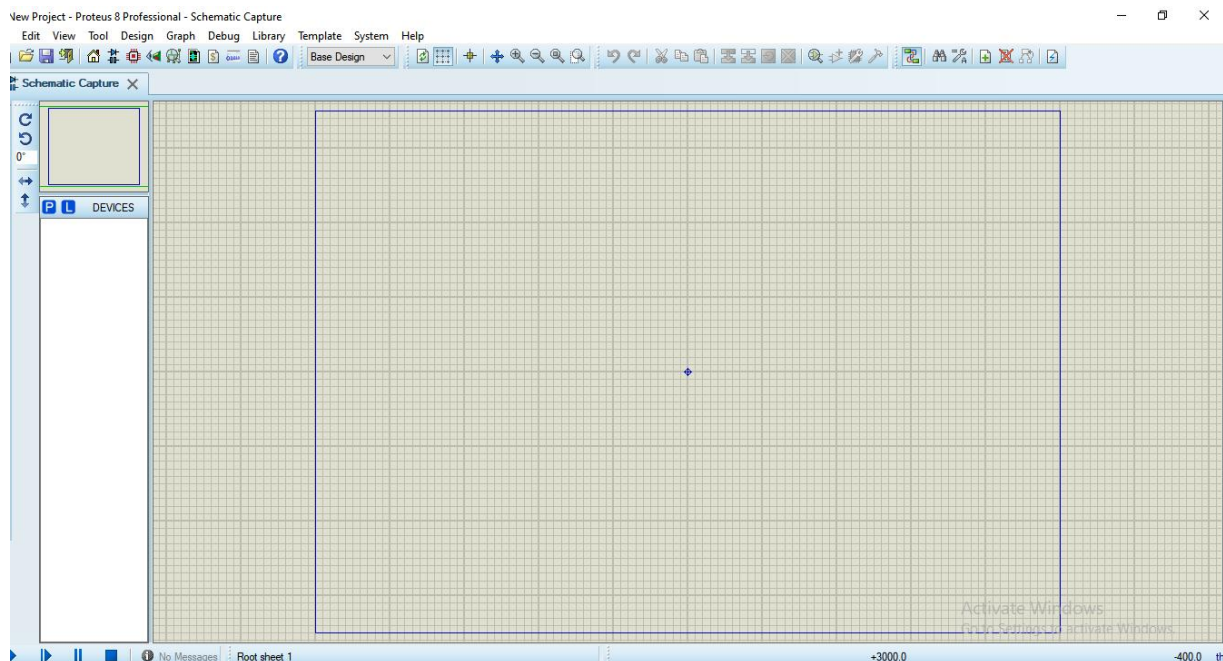 New Project - Proteus 8 Professional - Schematic Capture
Edit View Tool Design Graph Debug Library Template System Help
Base Design
Schematic Capture
0°
P L DEVICES
Activate Windows
Go to Settings to activate Windows.
No Messages Root sheet 1 +3000.0 -400.0 th